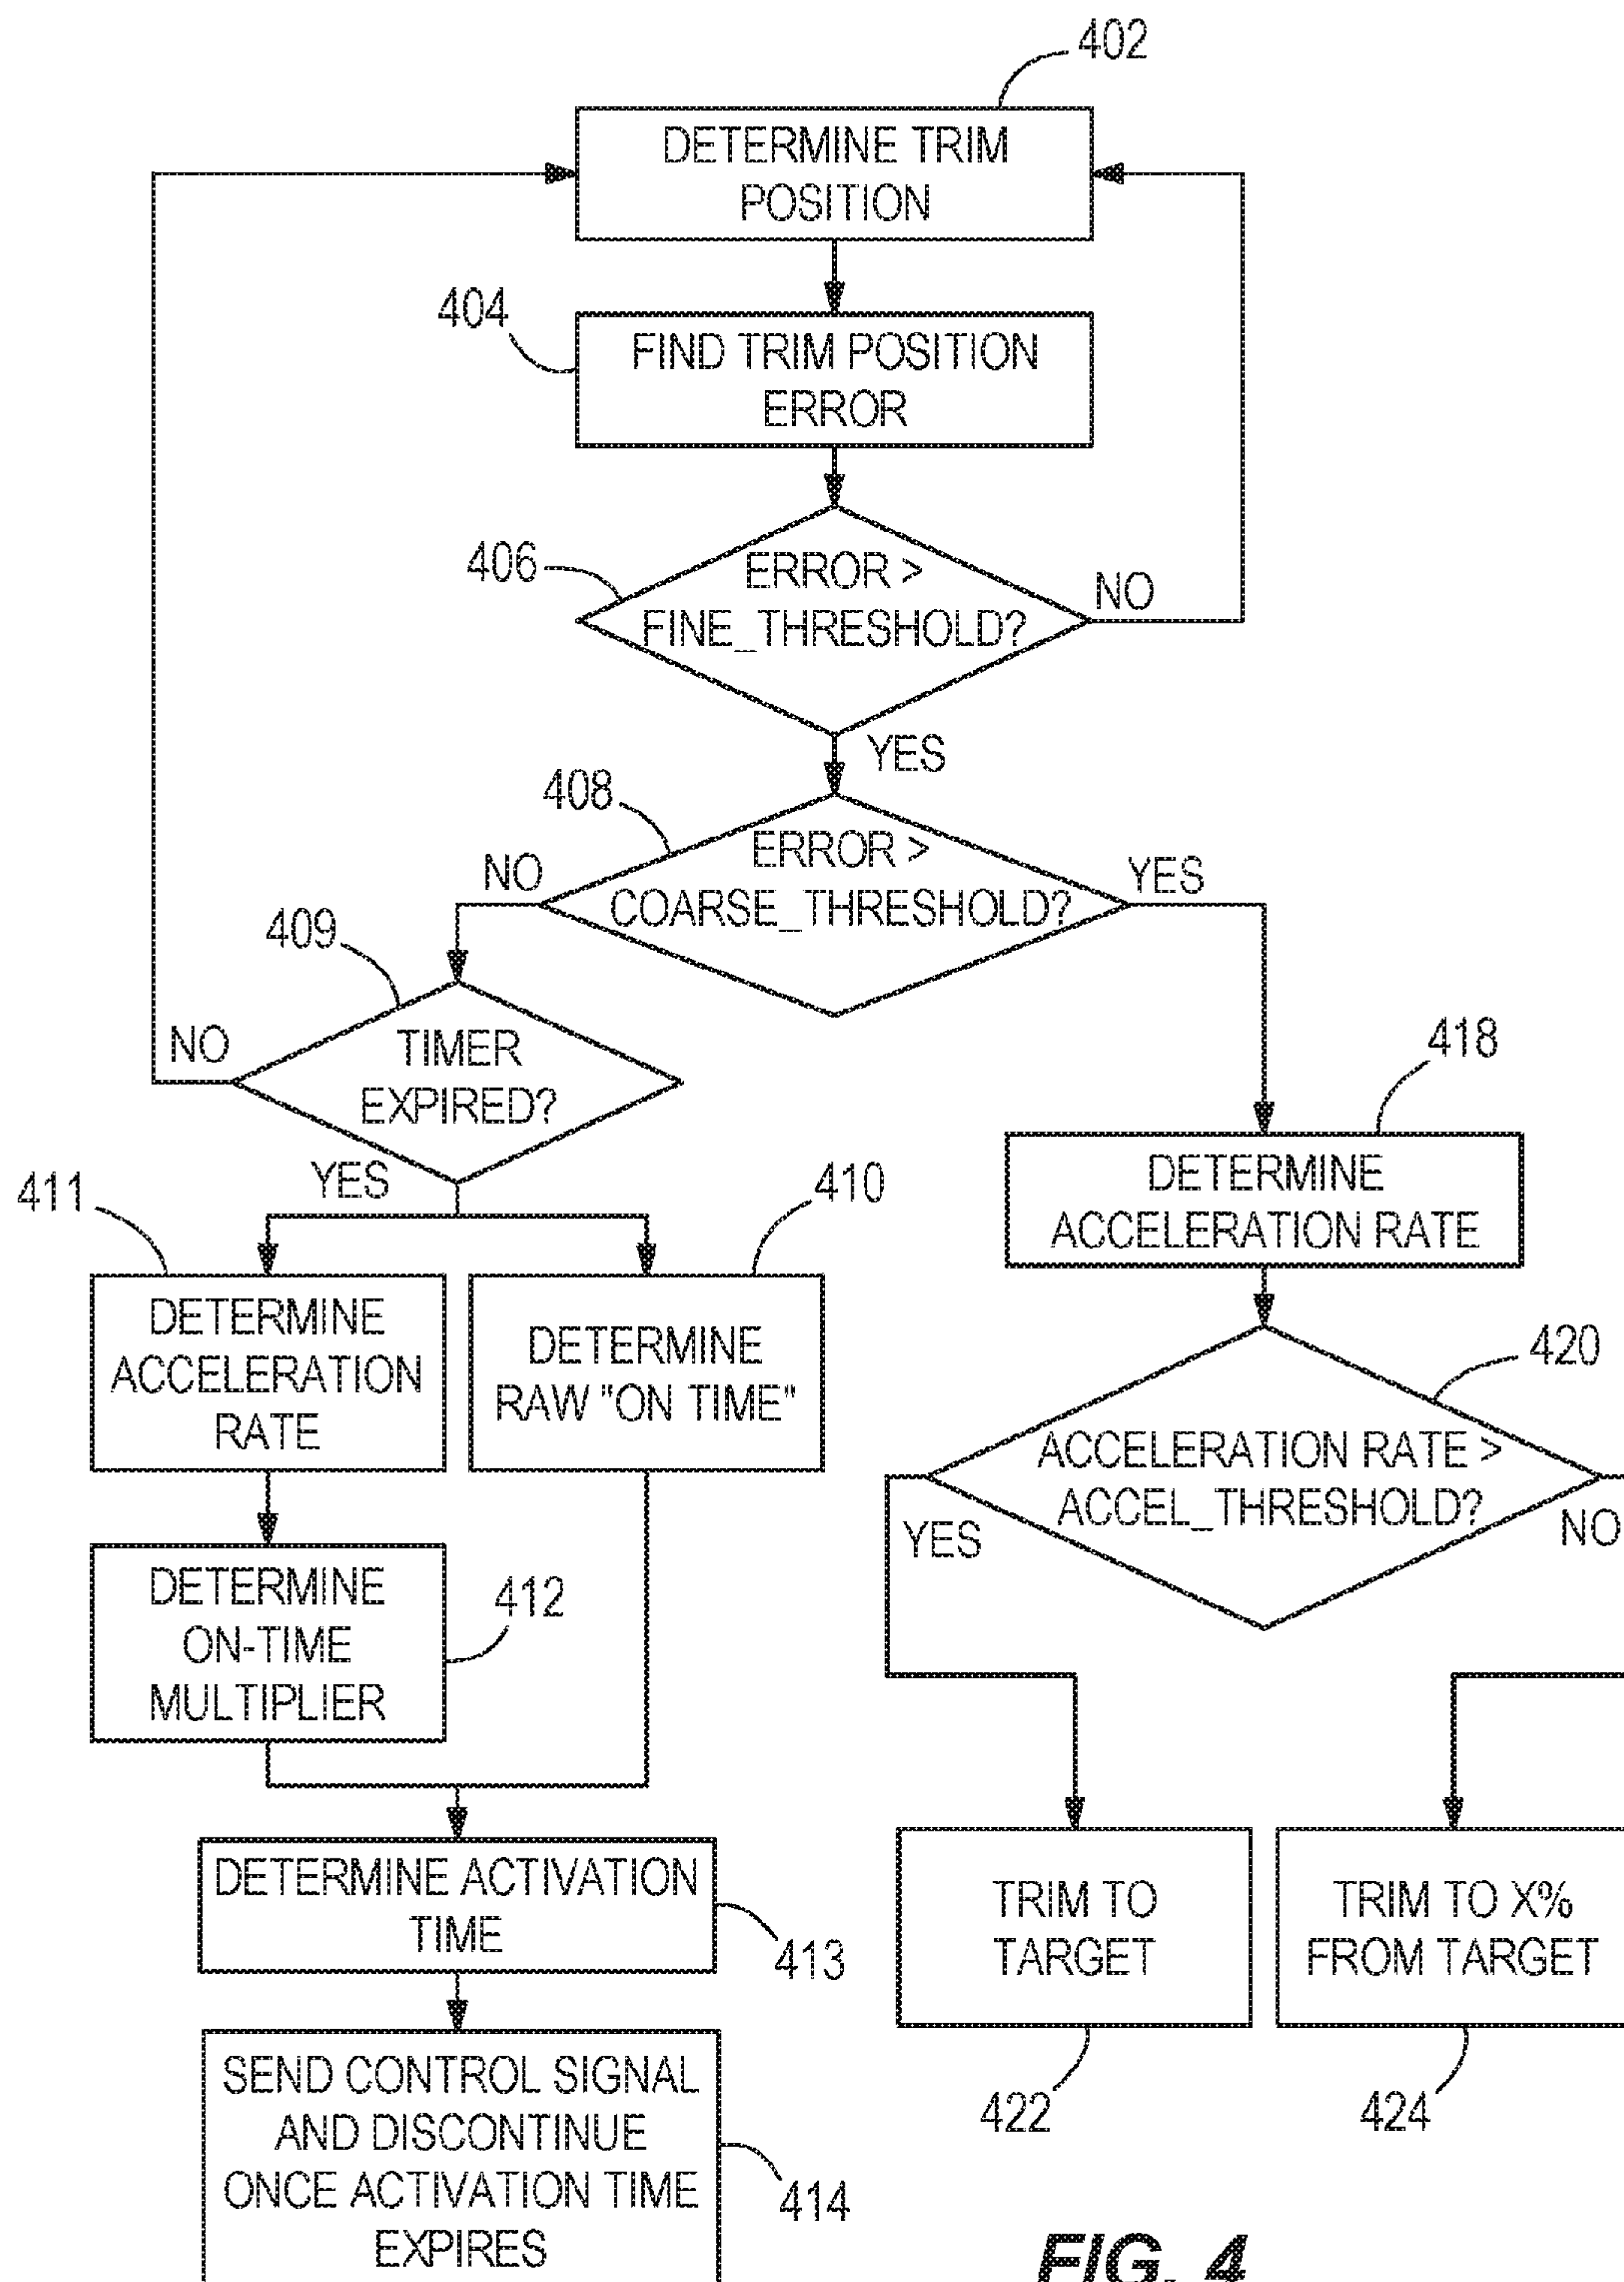 402
DETERMINE TRIM
POSITION
404
FIND TRIM POSITION
ERROR
406
ERROR >
FINE_THRESHOLD?
NO
YES
408
ERROR >
COARSE_THRESHOLD?
NO
YES
409
TIMER
EXPIRED?
NO
YES
418
DETERMINE
ACCELERATION RATE
411
410
DETERMINE
ACCELERATION
RATE
DETERMINE
RAW "ON TIME"
420
ACCELERATION RATE >
ACCEL_THRESHOLD?
YES
NO
DETERMINE
ON-TIME
MULTIPLIER
412
DETERMINE ACTIVATION
TIME
413
TRIM TO
TARGET
422
TRIM TO X%
FROM TARGET
424
SEND CONTROL SIGNAL
AND DISCONTINUE
ONCE ACTIVATION TIME
EXPIRES
414
FIG. 4